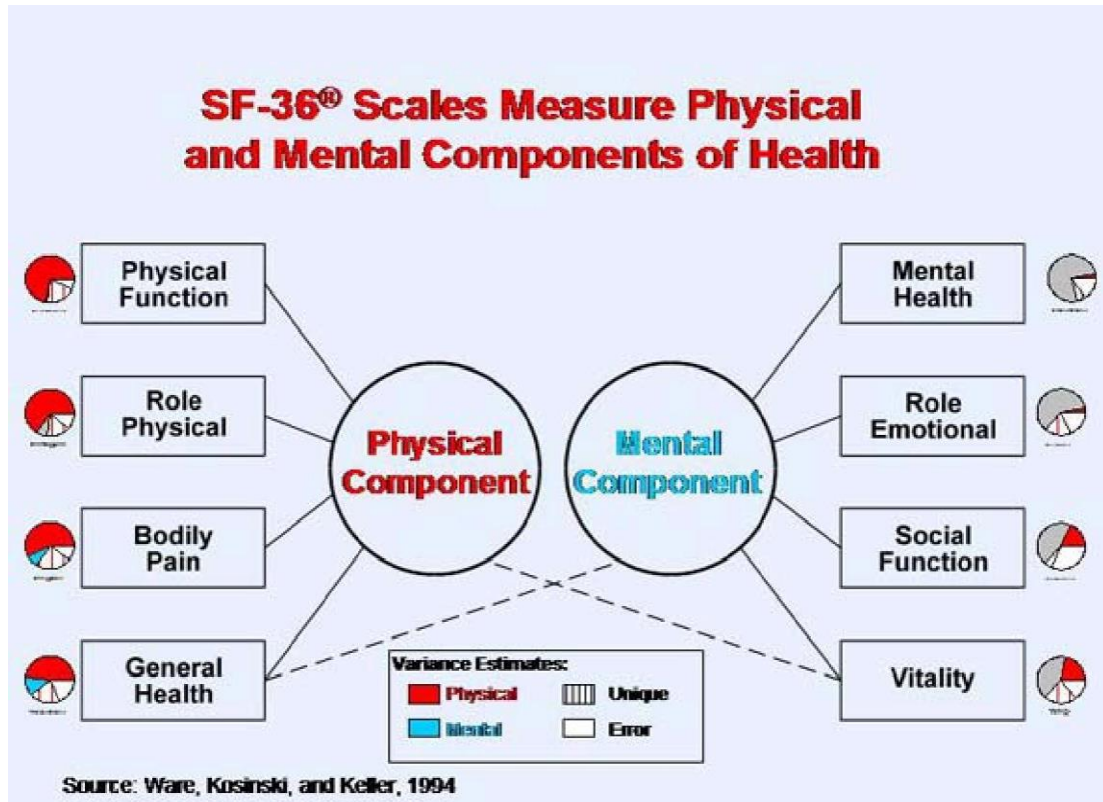 SF-36® Scales Measure Physical
and Mental Components of Health
Physical
Function
Role
Physical
Bodily
Pain
General
Health
Physical
Component
Mental
Component
Mental
Health
Role
Emotional
Social
Function
Vitality
Variance Estimates:
Physical
Unique
Mental
Error
Source: Ware, Kosinski, and Keller, 1994